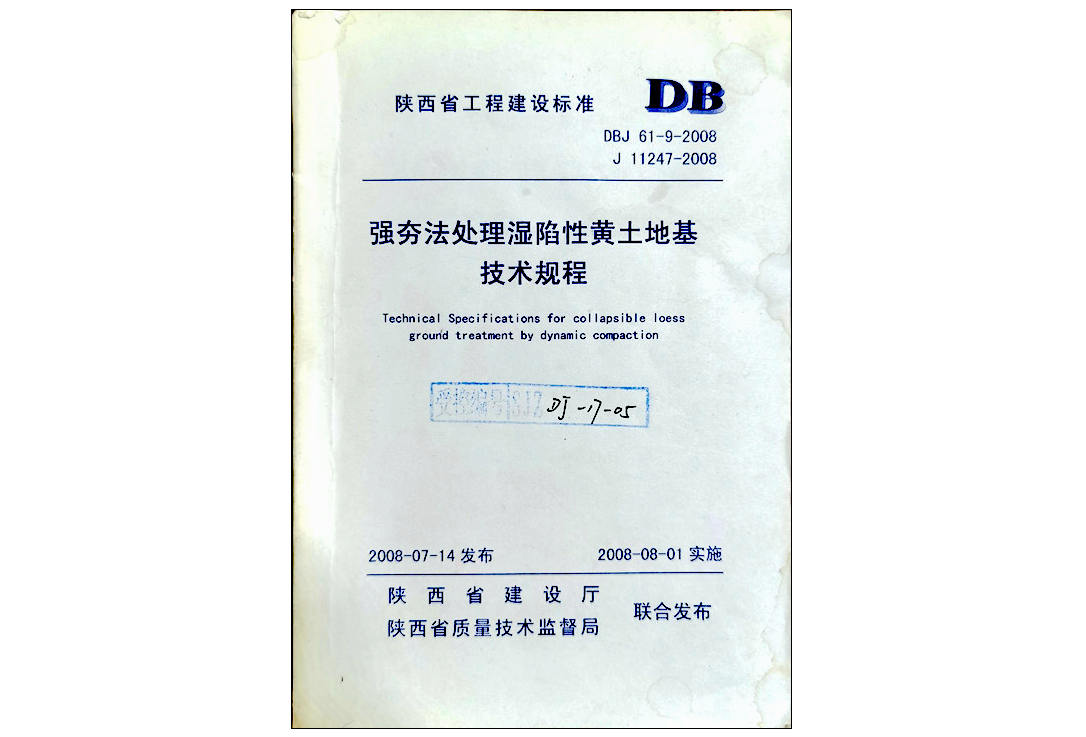 陕西省工程建设标准
DB
DBJ 61-9-2008
J 11247-2008
强夯法处理湿陷性黄土地基
技术规程
Technical Specifications for collapsible loess
ground treatment by dynamic compaction
受控编号 SJZ DJ-17-05
2008-07-14 发布
2008-08-01 实施
陕西省建设厅
陕西省质量技术监督局
联合发布